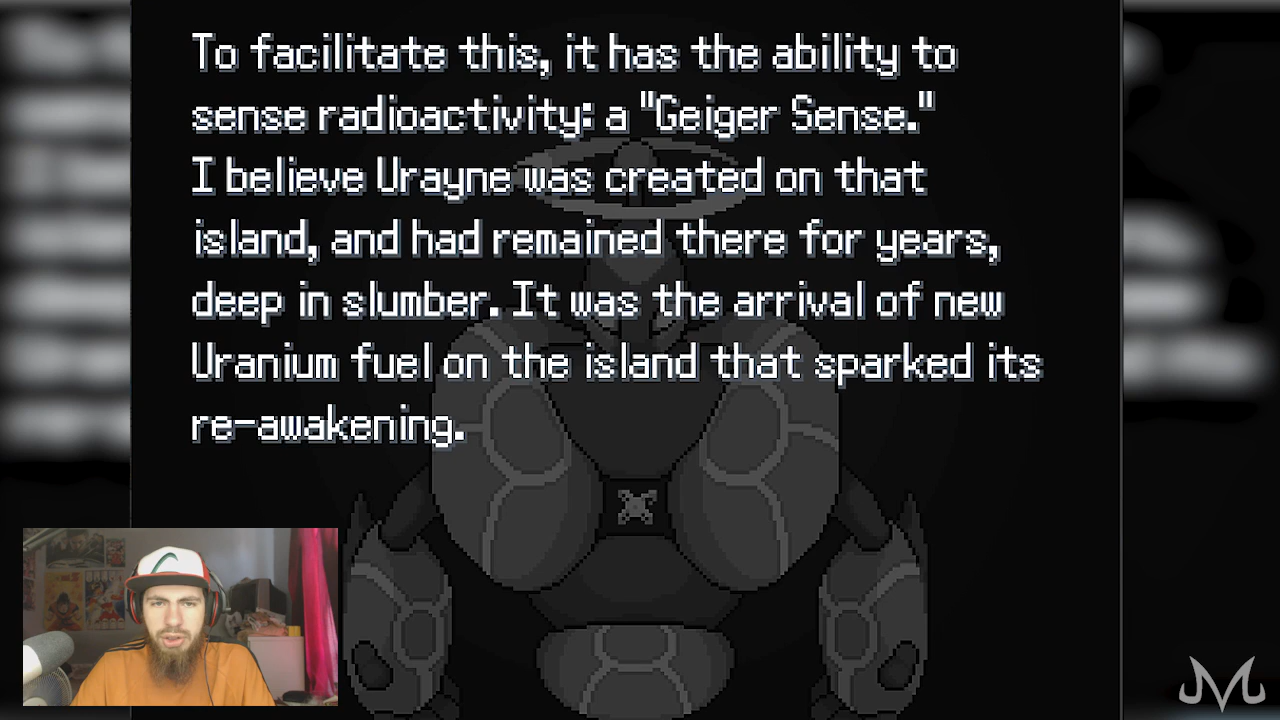 To facilitate this, it has the ability to
sense radioactivity: a "Geiger Sense."
I believe Urayne was created on that
island, and had remained there for years,
deep in slumber. It was the arrival of new
Uranium fuel on the island that sparked its
re-awakening.